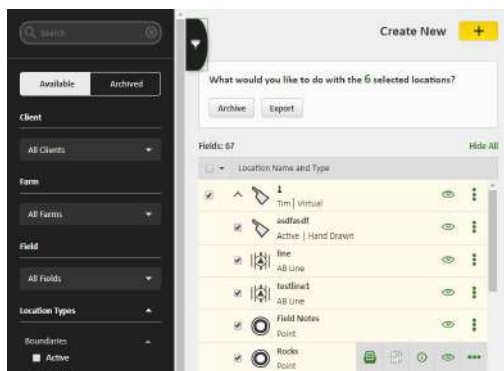 Search
Available
Archived
Client
All Clients
Farm
All Farms
Field
All Fields
Location Types
Boundaries
Active
Create New
+
What would you like to do with the 6 selected locations?
Archive
Export
Fields: 67
Hide All
Location Name and Type
1
Tim | Virtual
asdfasdf
Active | Hand Drawn
line
AB Line
testline1
AB Line
Field Notes
Point
Rocks
Point